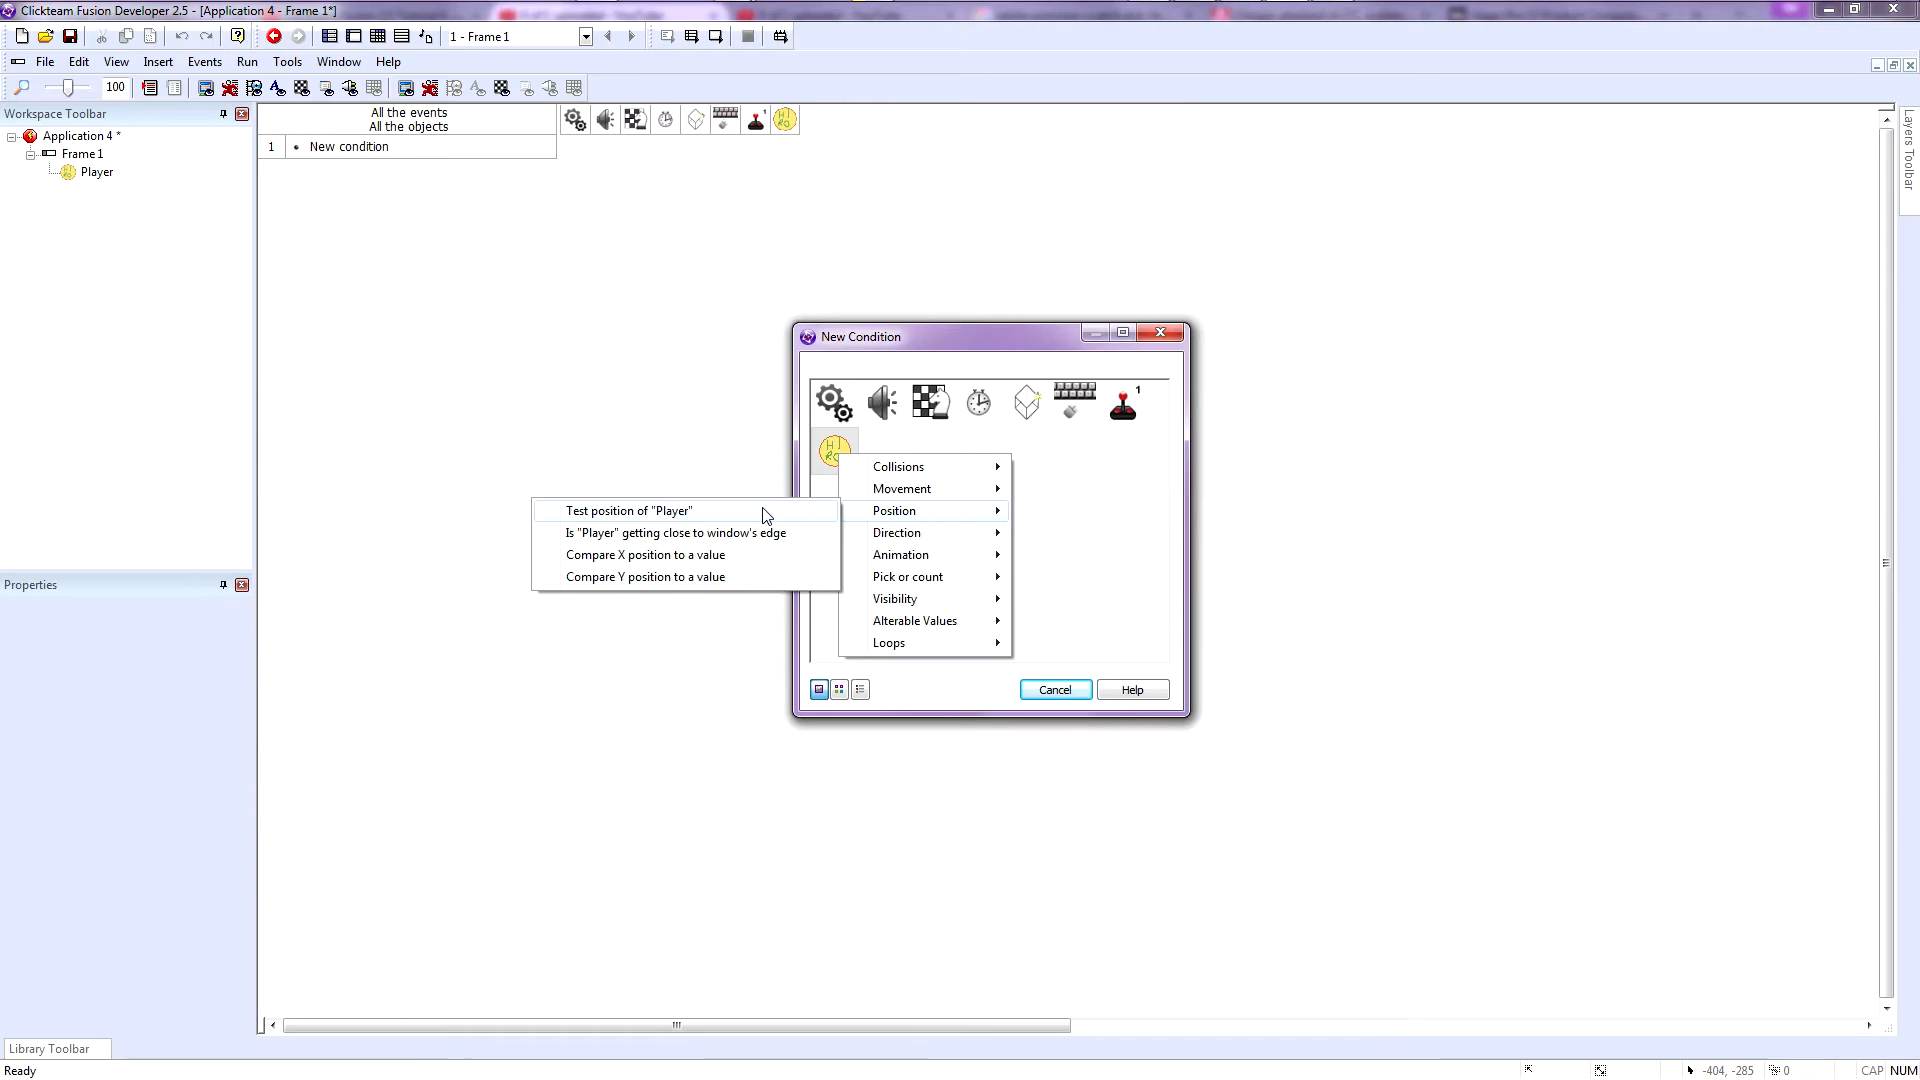 Clickteam Fusion Developer 2.5 - [Application 4 - Frame 1*]
1 - Frame 1
File Edit View Insert Events Run Tools Window Help
100
Workspace Toolbar
Application 4 *
Frame 1
Player
All the events
All the objects
1
1 • New condition
Layers Toolbar
New Condition
1
HI
RO
Collisions
Movement
Position
Direction
Animation
Pick or count
Visibility
Alterable Values
Loops
Test position of "Player"
Is "Player" getting close to window's edge
Compare X position to a value
Compare Y position to a value
Cancel Help
Properties
Library Toolbar
Ready -404, -285 0 CAP NUM